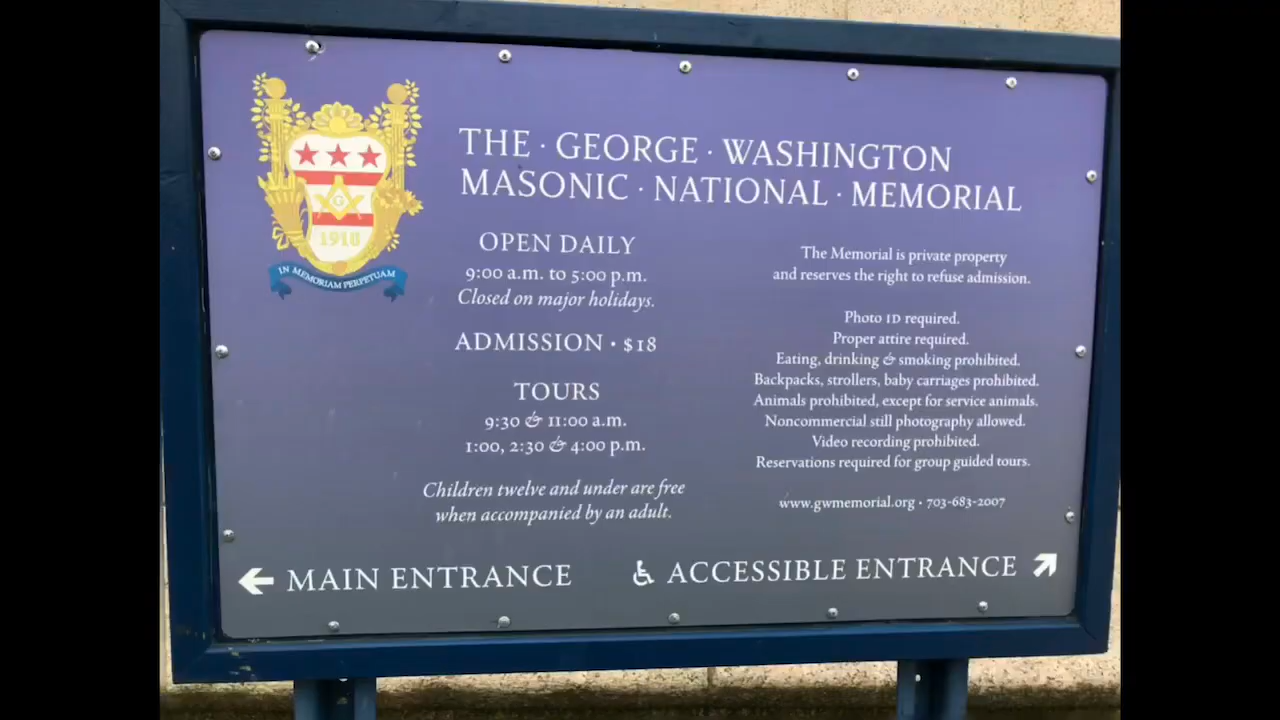 THE · GEORGE · WASHINGTON
MASONIC · NATIONAL · MEMORIAL
G
1910
IN MEMORIAM PERPETUAM
OPEN DAILY
9:00 a.m. to 5:00 p.m.
Closed on major holidays.
ADMISSION · $18
TOURS
9:30 & 11:00 a.m.
1:00, 2:30 & 4:00 p.m.
Children twelve and under are free
when accompanied by an adult.
The Memorial is private property
and reserves the right to refuse admission.
Photo ID required.
Proper attire required.
Eating, drinking & smoking prohibited.
Backpacks, strollers, baby carriages prohibited.
Animals prohibited, except for service animals.
Noncommercial still photography allowed.
Video recording prohibited.
Reservations required for group guided tours.
www.gwmemorial.org · 703-683-2007
← MAIN ENTRANCE
♿ ACCESSIBLE ENTRANCE ↗